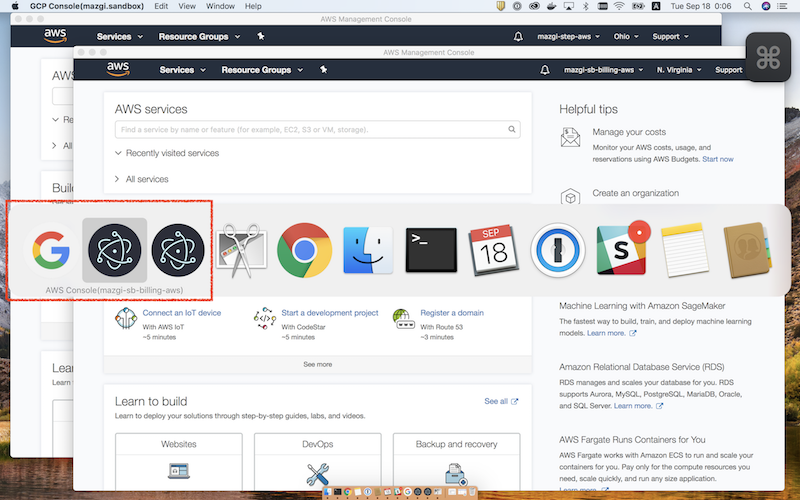 GCP Console(mazgi.sandbox) Edit View Window Help
A Tue Sep 18 0:06
AWS Management Console
aws Services Resource Groups mazgi-step-aws Ohio Support
AWS Management Console
aws Services Resource Groups mazgi-sb-billing-aws N. Virginia Support
AWS services
Find a service by name or feature (for example, EC2, S3 or VM, storage).
Recently visited services
All services
Helpful tips
Manage your costs
Monitor your AWS costs, usage, and
reservations using AWS Budgets. Start now
Create an organization
AW
Re
All
Buil
SEP
18
S
AWS Console(mazgi-sb-billing-aws)
Connect an IoT device
With AWS IoT
~5 minutes
Start a development project
With CodeStar
~5 minutes
Register a domain
With Route 53
~3 minutes
See more
Machine Learning with Amazon SageMaker
The fastest way to build, train, and deploy machine learning
models. Learn more.
Amazon Relational Database Service (RDS)
RDS manages and scales your database for you. RDS
supports Aurora, MySQL, PostgreSQL, MariaDB, Oracle,
and SQL Server. Learn more.
Lear
Learn to build
See all
Learn to deploy your solutions through step-by-step guides, labs, and videos.
Websites
DevOps
Backup and recovery
AWS Fargate Runs Containers for You
AWS Fargate works with Amazon ECS to run and scale your
containers. Pay only for the compute resources you
need, scale quickly, and run any size application.
Learn more.